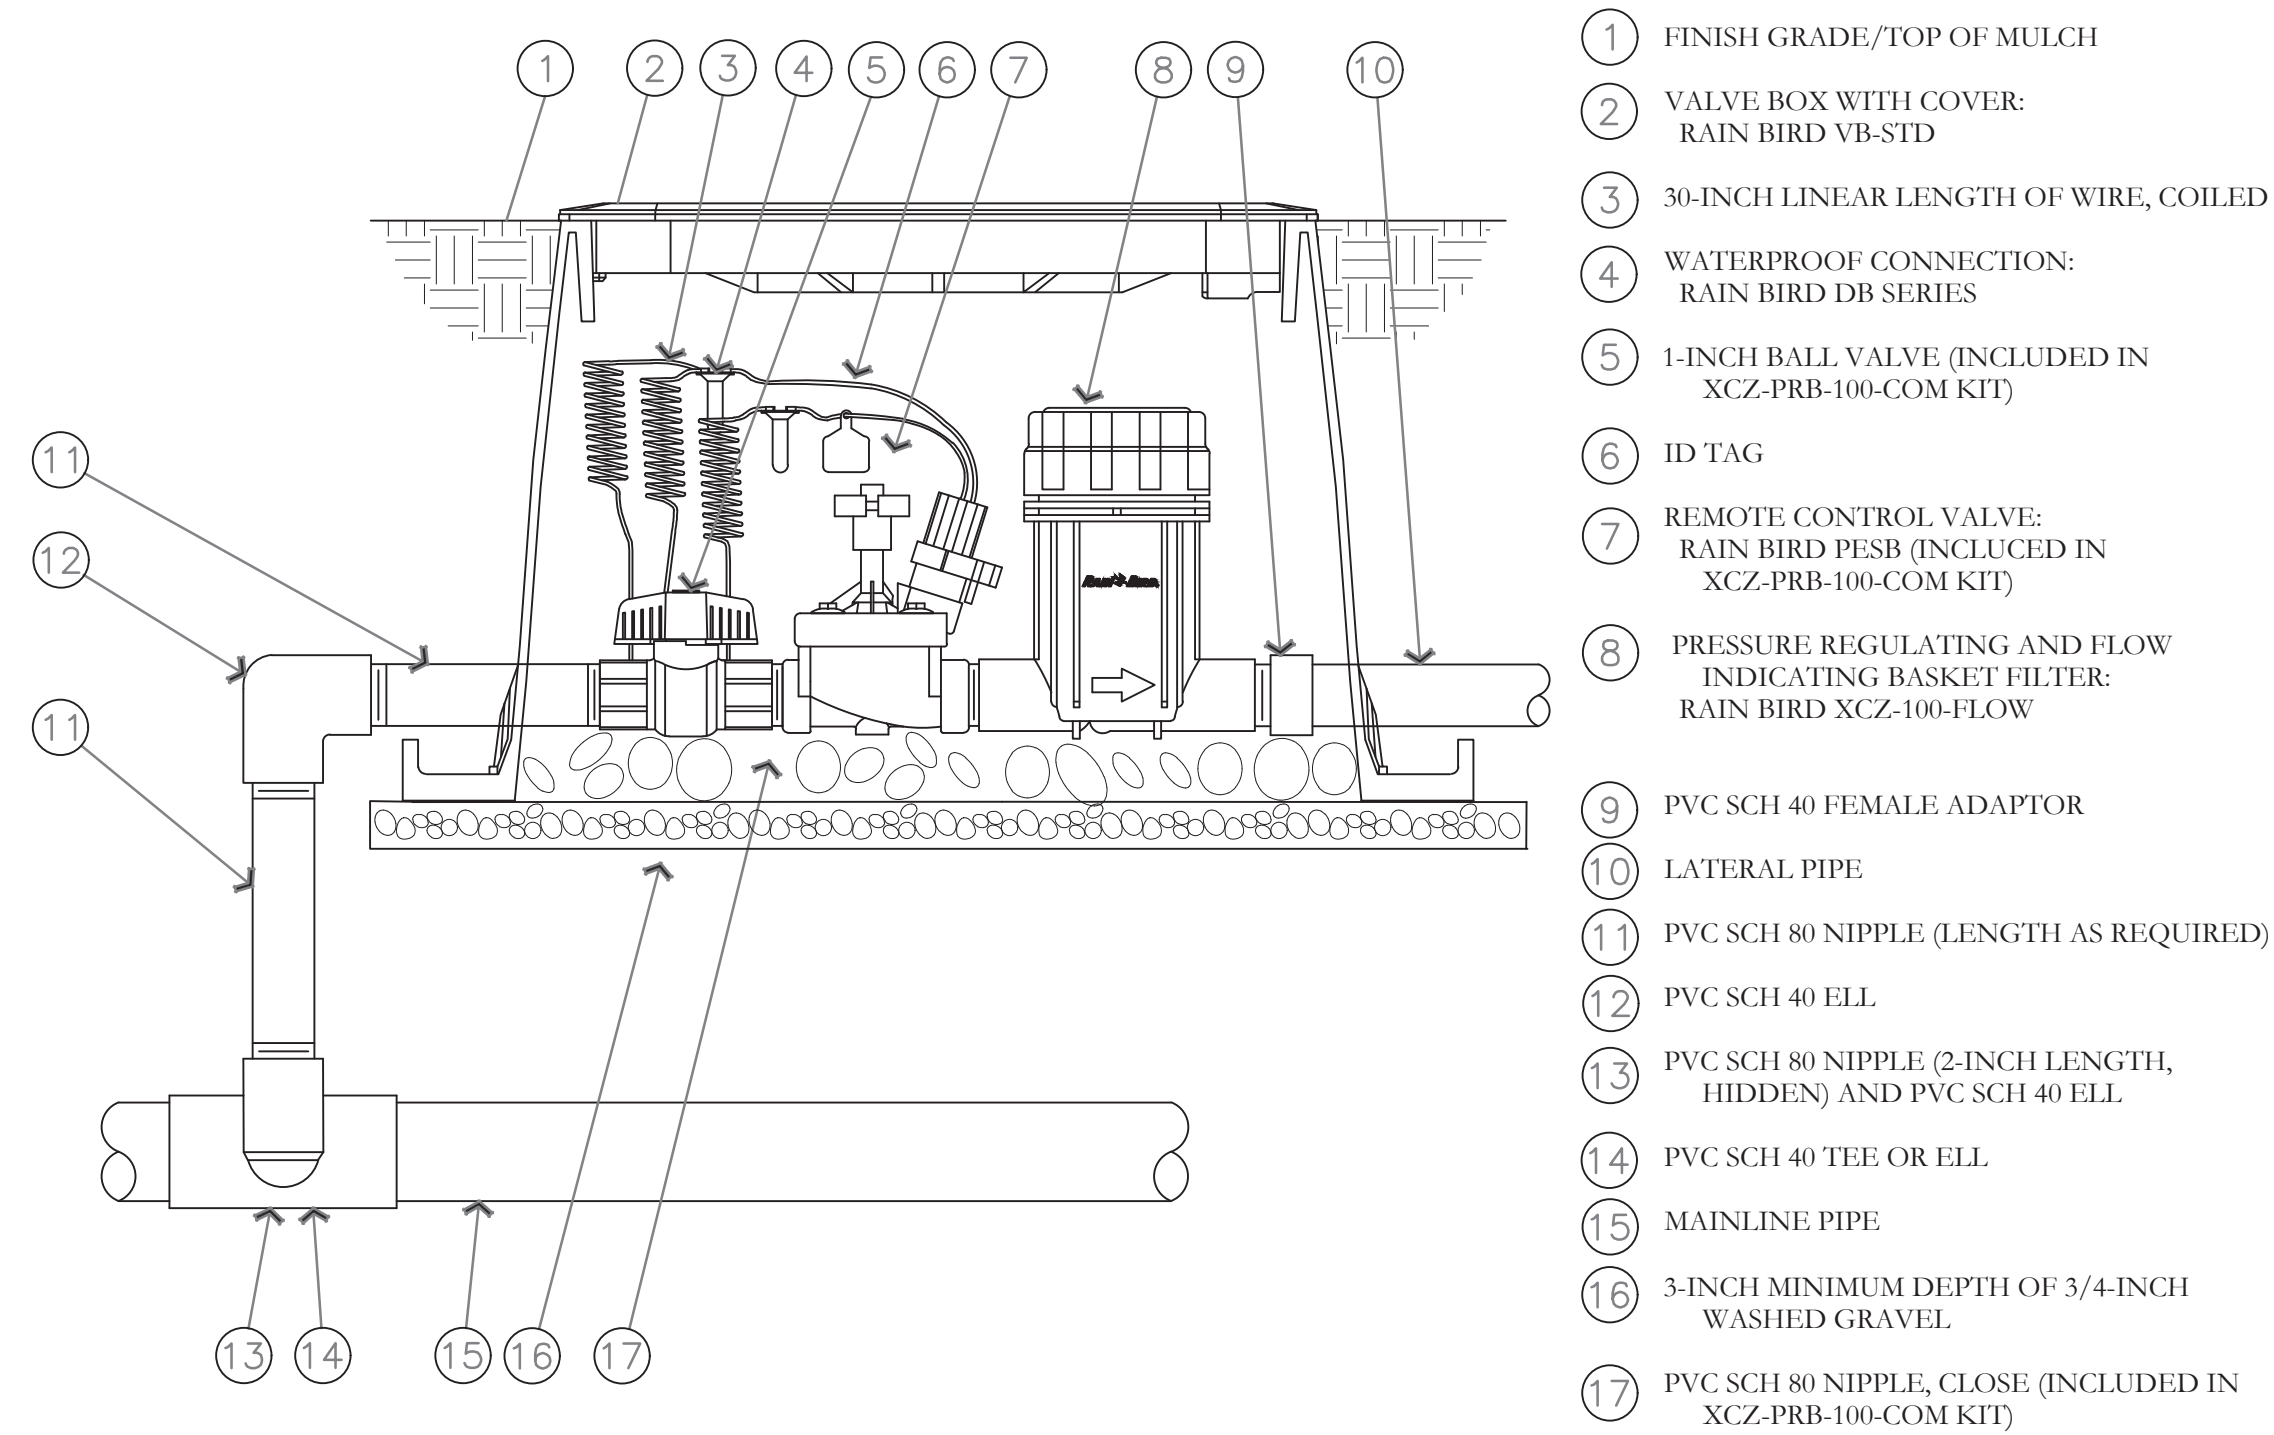 1 2 3 4 5 6 7 8 9 10
11
12
11
RAIN BIRD
13 14 15 16 17
1 FINISH GRADE/TOP OF MULCH
2 VALVE BOX WITH COVER:
RAIN BIRD VB-STD
3 30-INCH LINEAR LENGTH OF WIRE, COILED
4 WATERPROOF CONNECTION:
RAIN BIRD DB SERIES
5 1-INCH BALL VALVE (INCLUDED IN
XCZ-PRB-100-COM KIT)
6 ID TAG
7 REMOTE CONTROL VALVE:
RAIN BIRD PESB (INCLUCED IN
XCZ-PRB-100-COM KIT)
8 PRESSURE REGULATING AND FLOW
INDICATING BASKET FILTER:
RAIN BIRD XCZ-100-FLOW
9 PVC SCH 40 FEMALE ADAPTOR
10 LATERAL PIPE
11 PVC SCH 80 NIPPLE (LENGTH AS REQUIRED)
12 PVC SCH 40 ELL
13 PVC SCH 80 NIPPLE (2-INCH LENGTH,
HIDDEN) AND PVC SCH 40 ELL
14 PVC SCH 40 TEE OR ELL
15 MAINLINE PIPE
16 3-INCH MINIMUM DEPTH OF 3/4-INCH
WASHED GRAVEL
17 PVC SCH 80 NIPPLE, CLOSE (INCLUDED IN
XCZ-PRB-100-COM KIT)